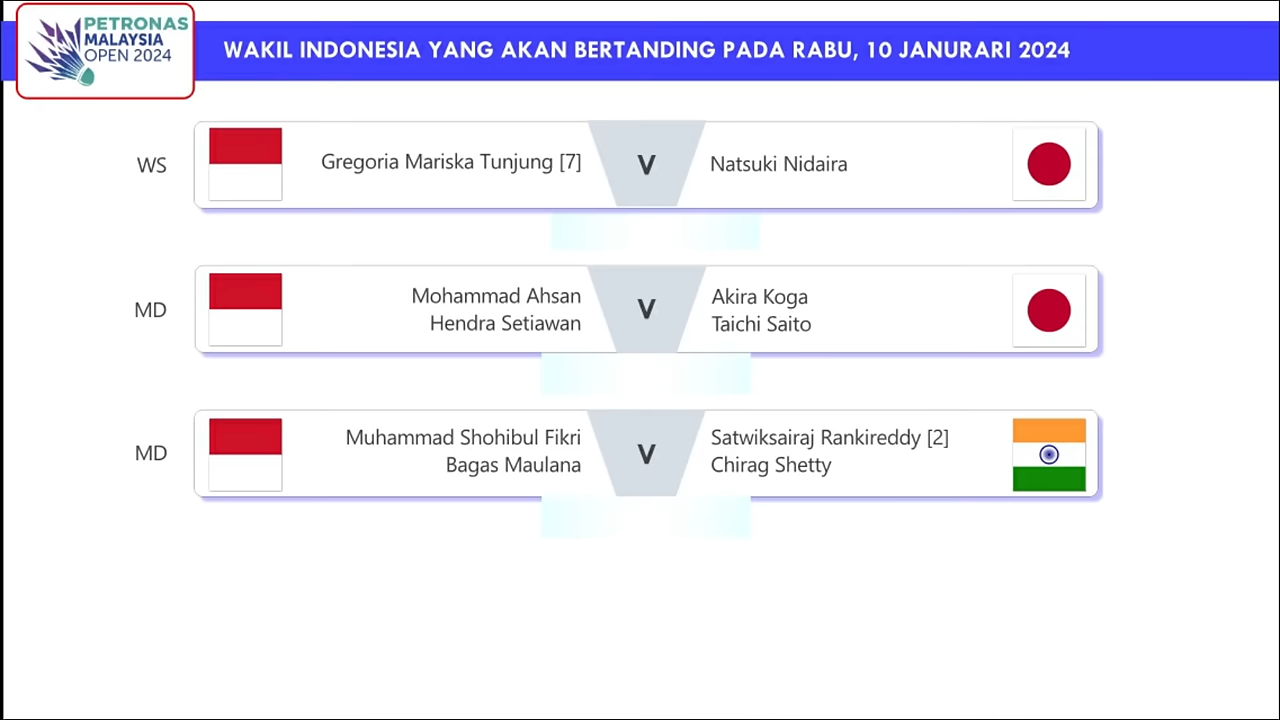 PETRONAS
MALAYSIA
OPEN 2024
WAKIL INDONESIA YANG AKAN BERTANDING PADA RABU, 10 JANURARI 2024
WS
Gregoria Mariska Tunjung [7]
V
Natsuki Nidaira
MD
Mohammad Ahsan
Hendra Setiawan
V
Akira Koga
Taichi Saito
MD
Muhammad Shohibul Fikri
Bagas Maulana
V
Satwiksairaj Rankireddy [2]
Chirag Shetty